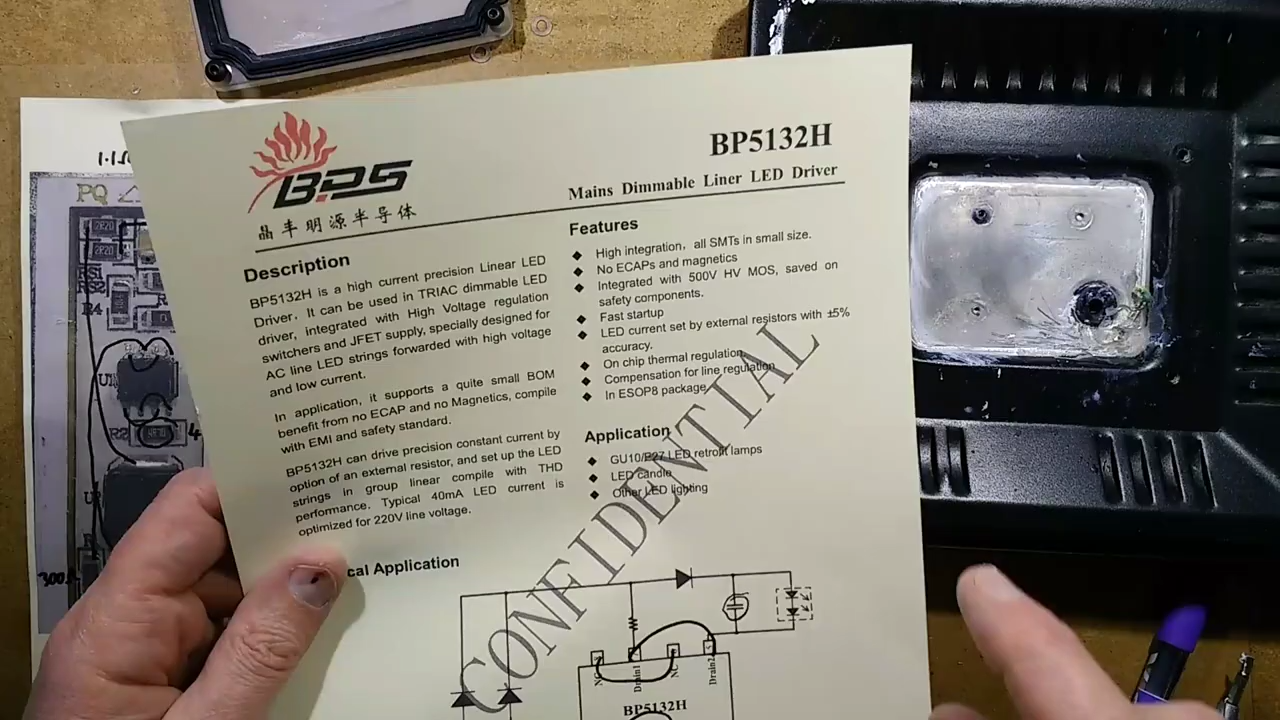 BPS
晶丰明源半导体
BP5132H
Mains Dimmable Liner LED Driver
Description
BP5132H is a high current precision Linear LED
Driver. It can be used in TRIAC dimmable LED
driver, integrated with High Voltage regulation
switchers and JFET supply, specially designed for
AC line LED strings forwarded with high voltage
and low current.
In application, it supports a quite small BOM
benefit from no ECAP and no Magnetics, compile
with EMI and safety standard.
BP5132H can drive precision constant current by
option of an external resistor, and set up the LED
strings in group linear compile with THD
performance. Typical 40mA LED current is
optimized for 220V line voltage.
Features
High integration, all SMTs in small size.
No ECAPs and magnetics
Integrated with 500V HV MOS, saved on
safety components.
Fast startup
LED current set by external resistors with ±5%
accuracy.
On chip thermal regulation
Compensation for line regulation
In ESOP8 package
Application
GU10/E27 LED retrofit lamps
LED candle
Other LED lighting
cal Application
CONFIDENTIAL
NC
Drain1
NC
Drain2
BP5132H
PQ
2R20
2R20
RS1
RS2
R4
U1
R2
4
300